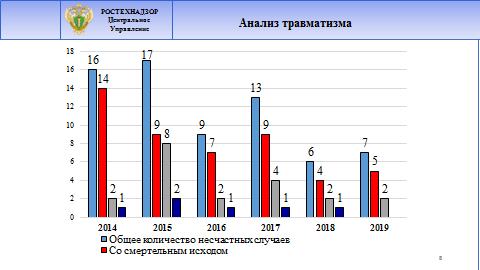 РОСТЕХНАДЗОР
Центральное
Управление
Анализ травматизма
18
16
14
12
10
8
6
4
2
0
16 14 2 1
17 9 8 2
9 7 2 1
13 9 4 1
6 4 2 1
7 5 2
2014 2015 2016 2017 2018 2019
Общее количество несчастных случаев
Со смертельным исходом
8